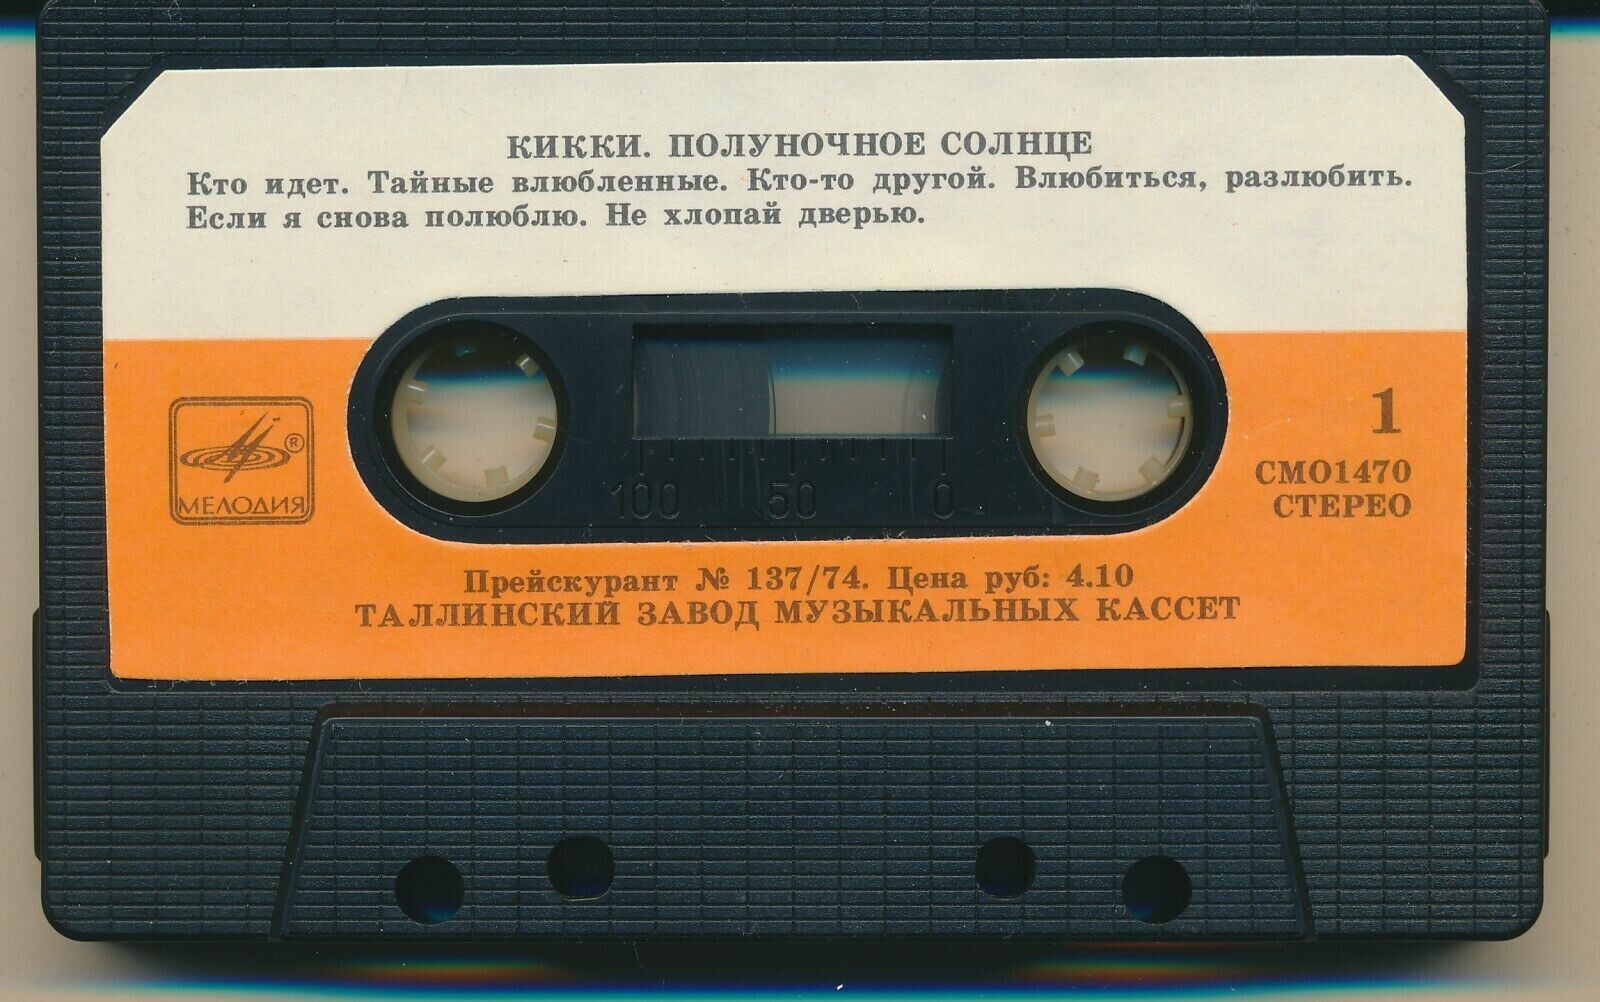 КИККИ. ПОЛУНОЧНОЕ СОЛНЦЕ
Кто идет. Тайные влюбленные. Кто-то другой. Влюбиться, разлюбить.
Если я снова полюблю. Не хлопай дверью.
1
СМО1470
СТЕРЕО
®
МЕЛОДИЯ
100 50 0
Прейскурант № 137/74. Цена руб: 4.10
ТАЛЛИНСКИЙ ЗАВОД МУЗЫКАЛЬНЫХ КАССЕТ